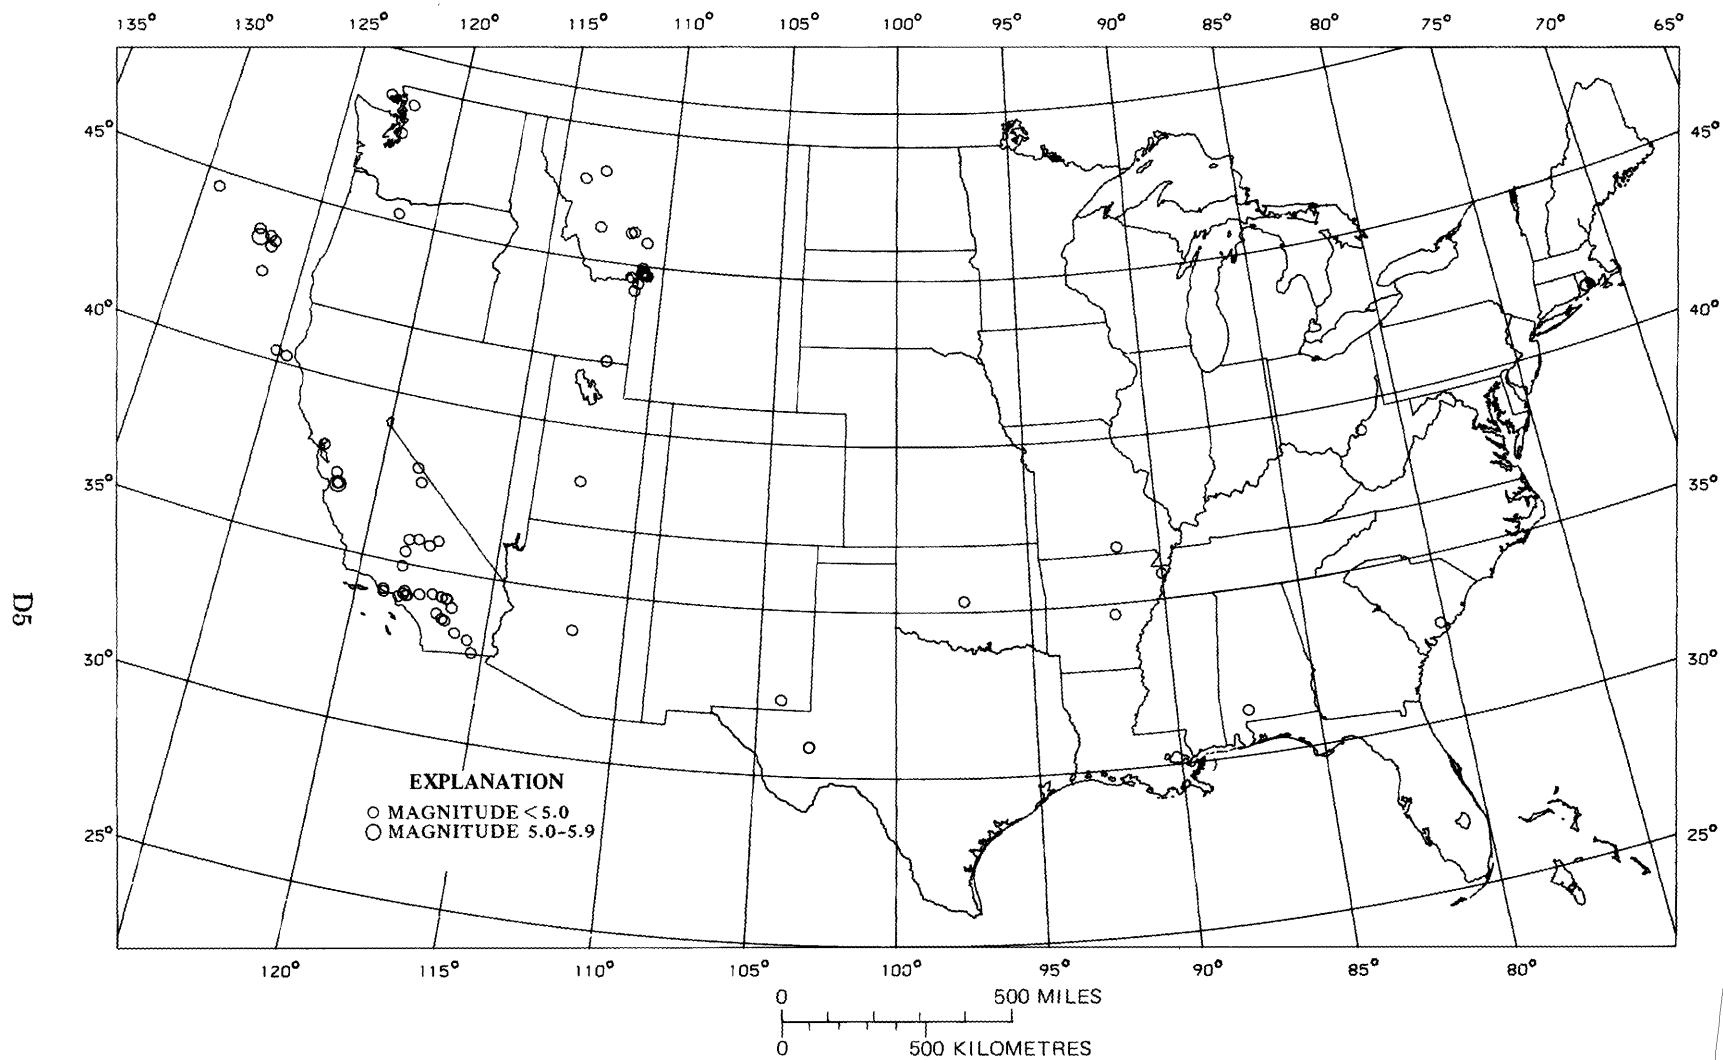 135° 130° 125° 120° 115° 110° 105° 100° 95° 90° 85° 80° 75° 70° 65°
45° 45°
40° 40°
35° 35°
D5
30° 30°
EXPLANATION
MAGNITUDE <5.0
MAGNITUDE 5.0-5.9
25° 25°
120° 115° 110° 105° 100° 95° 90° 85° 80°
0 500 MILES
0 500 KILOMETRES